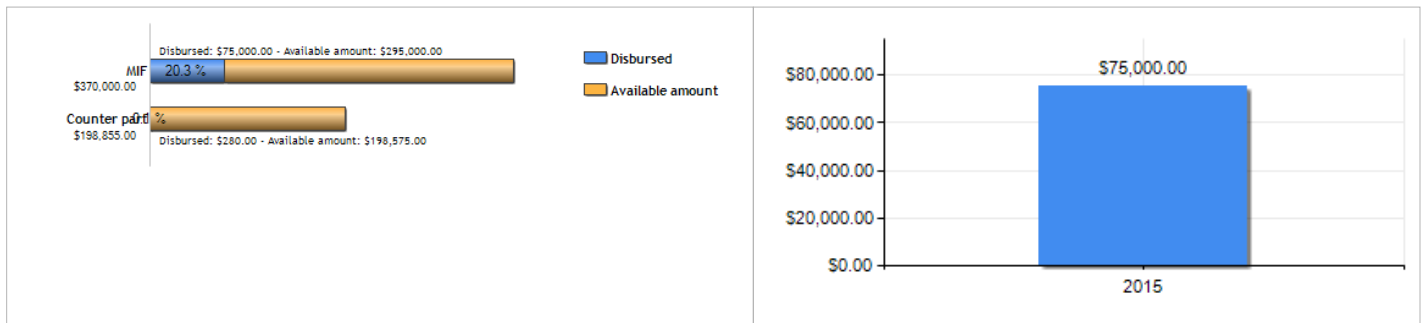 Disbursed: $75,000.00 - Available amount: $295,000.00
MIF
20.3 %
$370,000.00
Counter part
%
$198,855.00
Disbursed: $280.00 - Available amount: $198,575.00
Disbursed
Available amount
$80,000.00
$60,000.00
$40,000.00
$20,000.00
$0.00
$75,000.00
2015